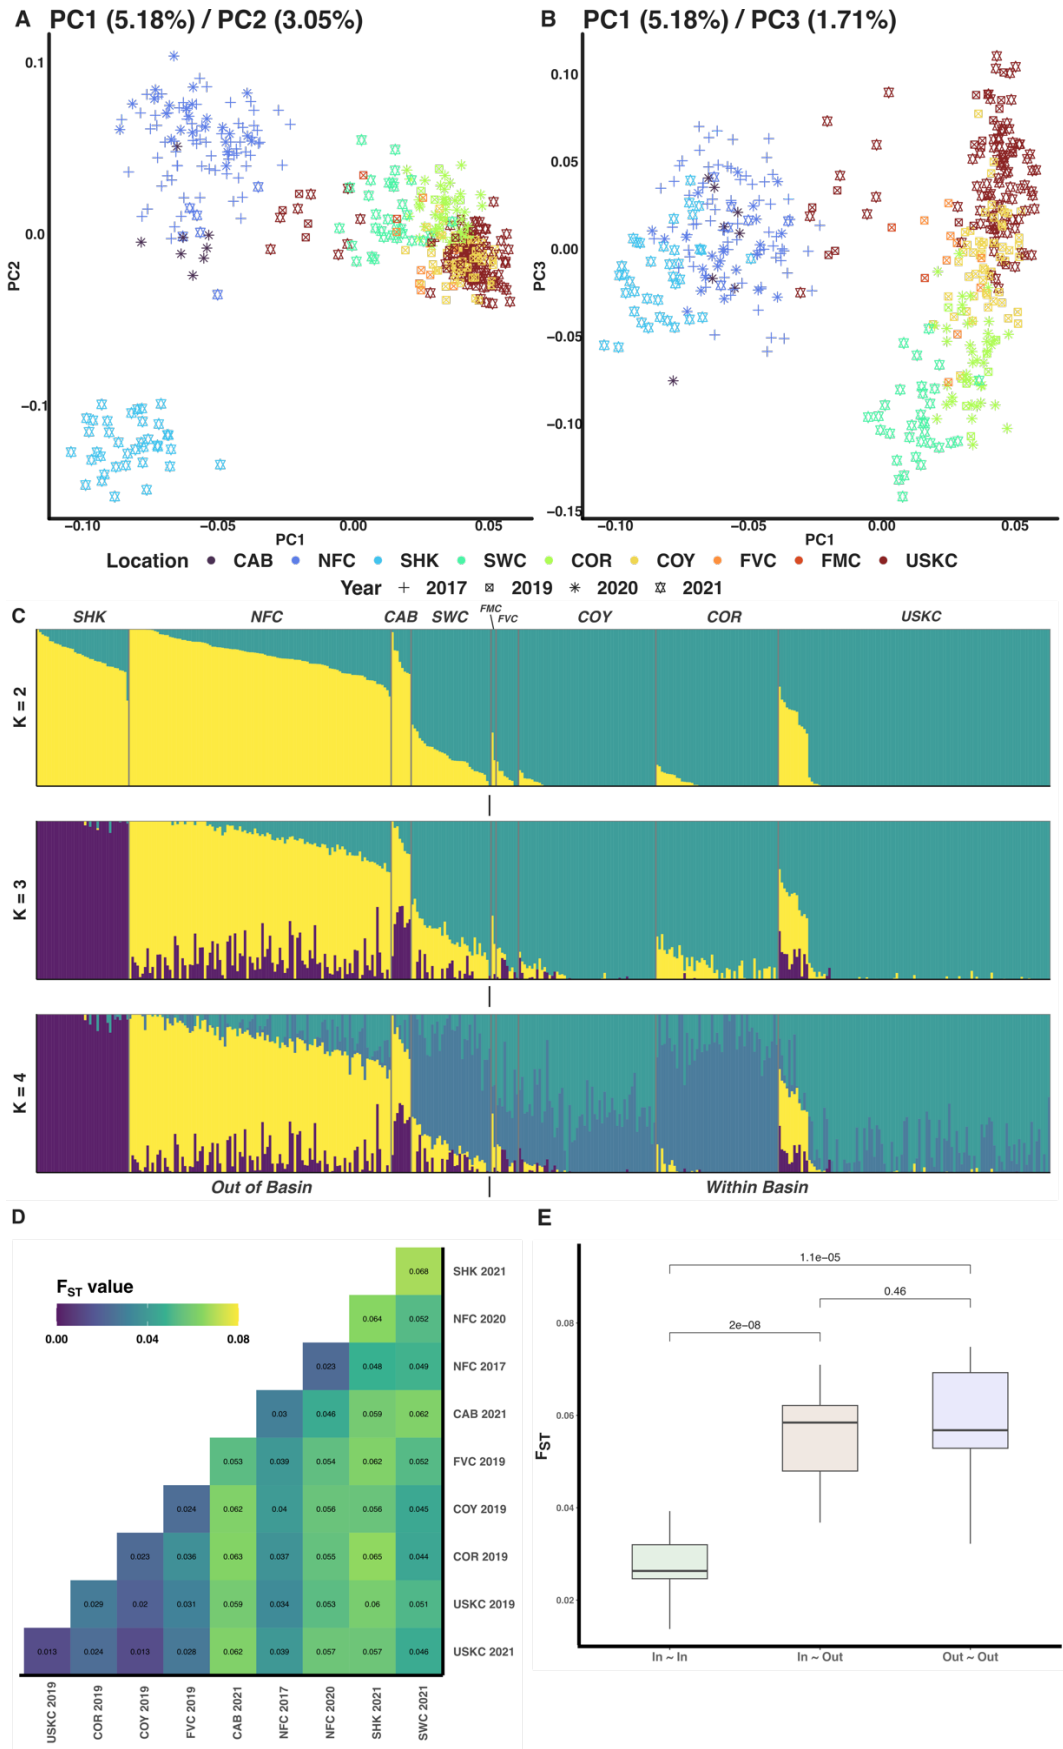 A PC1 (5.18%) / PC2 (3.05%)
0.1
0.0
−0.1
PC2
−0.10 −0.05 0.00 0.05
PC1
B PC1 (5.18%) / PC3 (1.71%)
0.10
0.05
0.00
−0.05
−0.10
−0.15
PC3
−0.10 −0.05 0.00 0.05
PC1
Location CAB NFC SHK SWC COR COY FVC FMC USKC
Year 2017 2019 2020 2021
C SHK NFC CAB SWC FMC FVC COY COR USKC
K = 2
K = 3
K = 4
Out of Basin | Within Basin
D
FST value
0.00 0.04 0.08
0.068 SHK 2021
0.064 0.052 NFC 2020
0.023 0.048 0.049 NFC 2017
0.03 0.046 0.059 0.062 CAB 2021
0.053 0.039 0.054 0.062 0.052 FVC 2019
0.024 0.062 0.04 0.056 0.056 0.045 COY 2019
0.023 0.036 0.063 0.037 0.055 0.065 0.044 COR 2019
0.029 0.02 0.031 0.059 0.034 0.053 0.06 0.051 USKC 2019
0.013 0.024 0.013 0.028 0.062 0.039 0.057 0.057 0.046 USKC 2021
USKC 2019 COR 2019 COY 2019 FVC 2019 CAB 2021 NFC 2017 NFC 2020 SHK 2021 SWC 2021
E
1.1e−05
0.46
2e−08
0.08
0.06
0.04
0.02
FST
In ~ In In ~ Out Out ~ Out